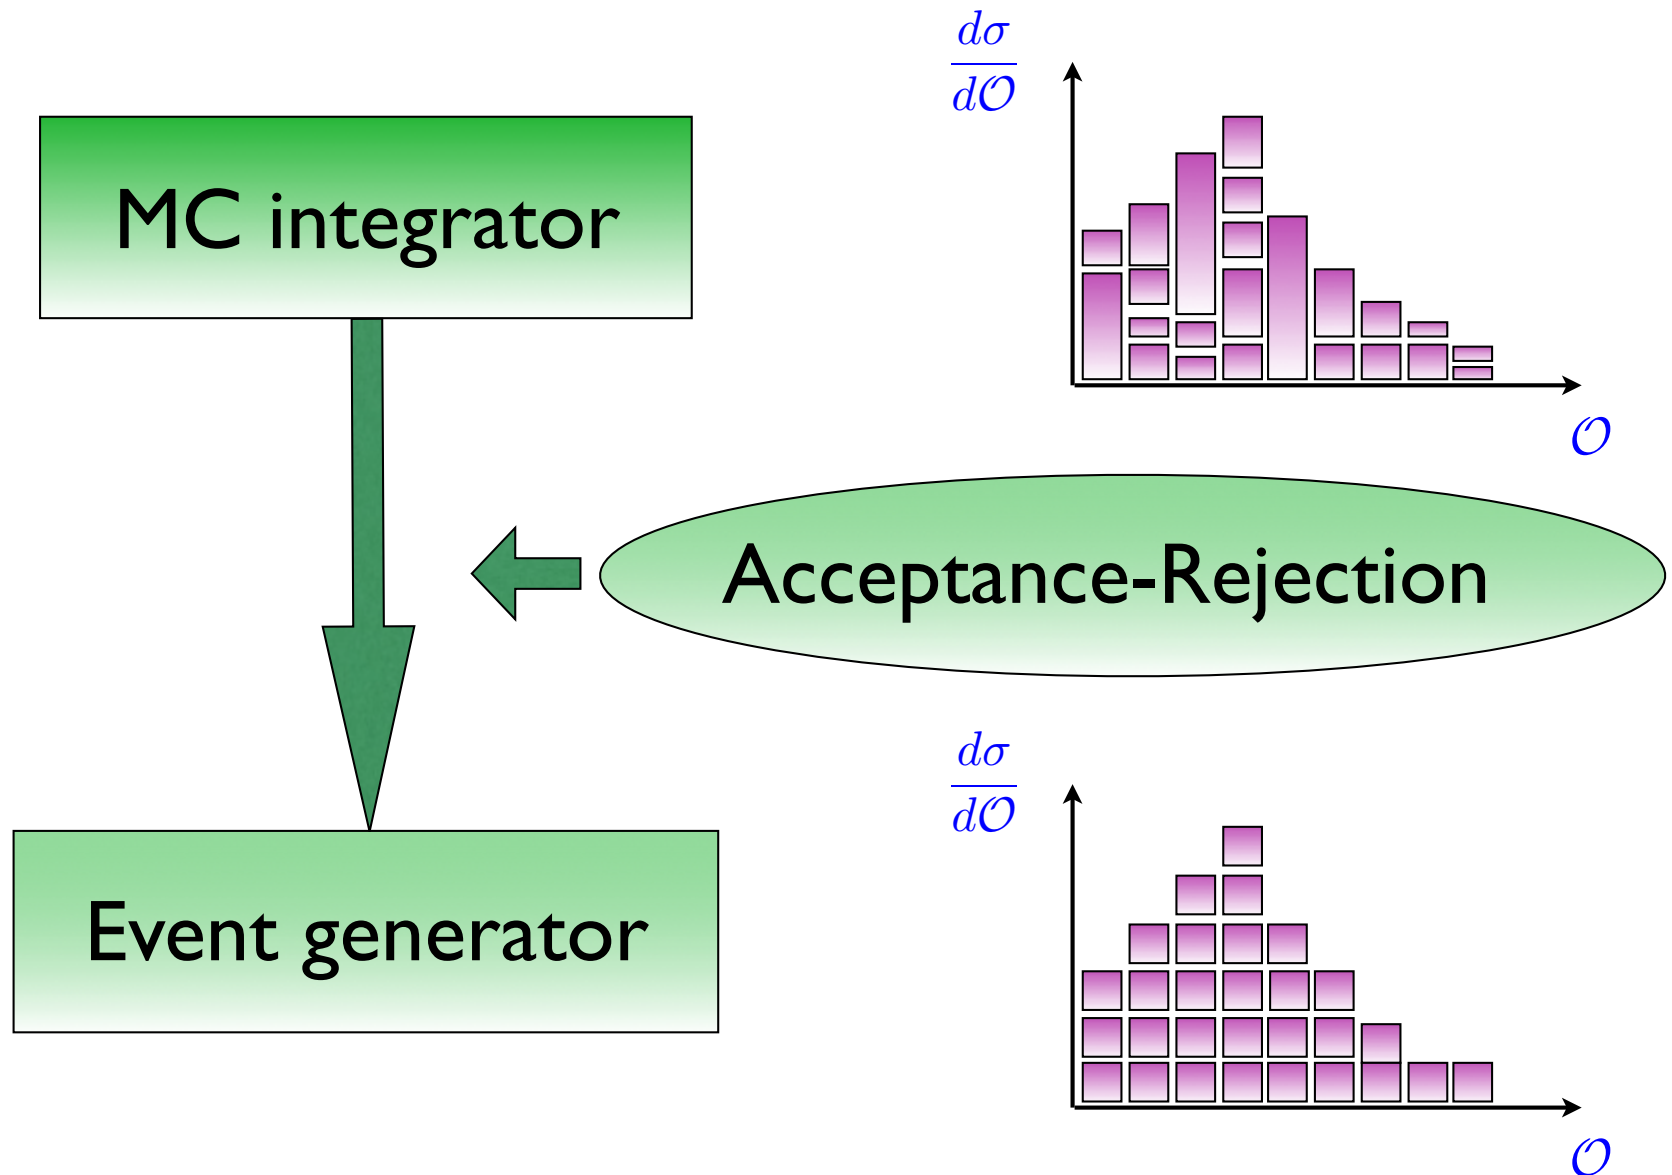 dσ
d𝒪
MC integrator
𝒪
Acceptance-Rejection
dσ
d𝒪
Event generator
𝒪